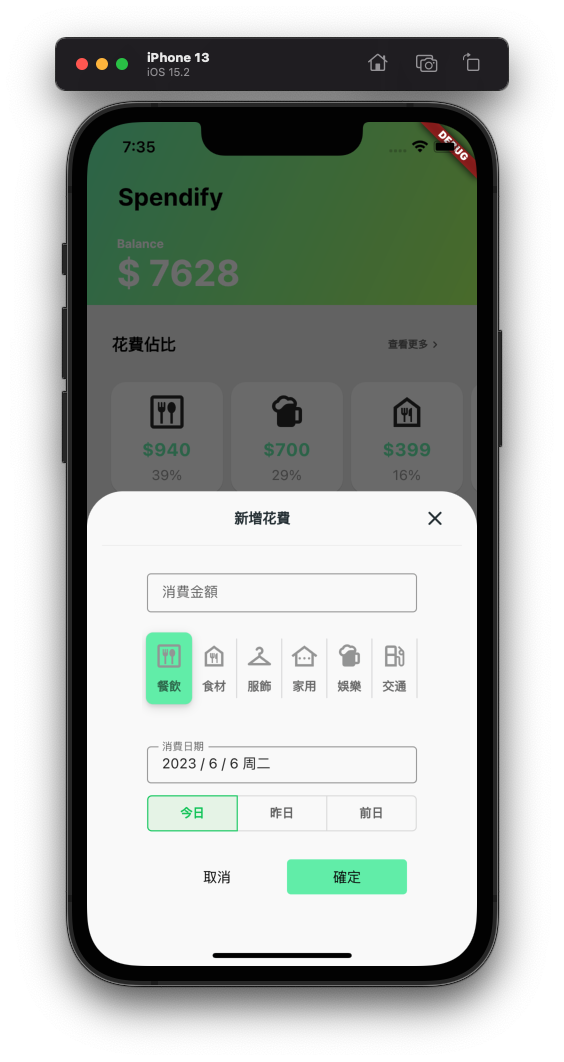 iPhone 13
iOS 15.2
7:35
DEBUG
Spendify
Balance
$ 7628
花費佔比
查看更多
$940
$700
$399
39%
29%
16%
新增花費
消費金額
餐飲
食材
服飾
家用
娛樂
交通
消費日期
2023 / 6 / 6 周二
今日
昨日
前日
取消
確定